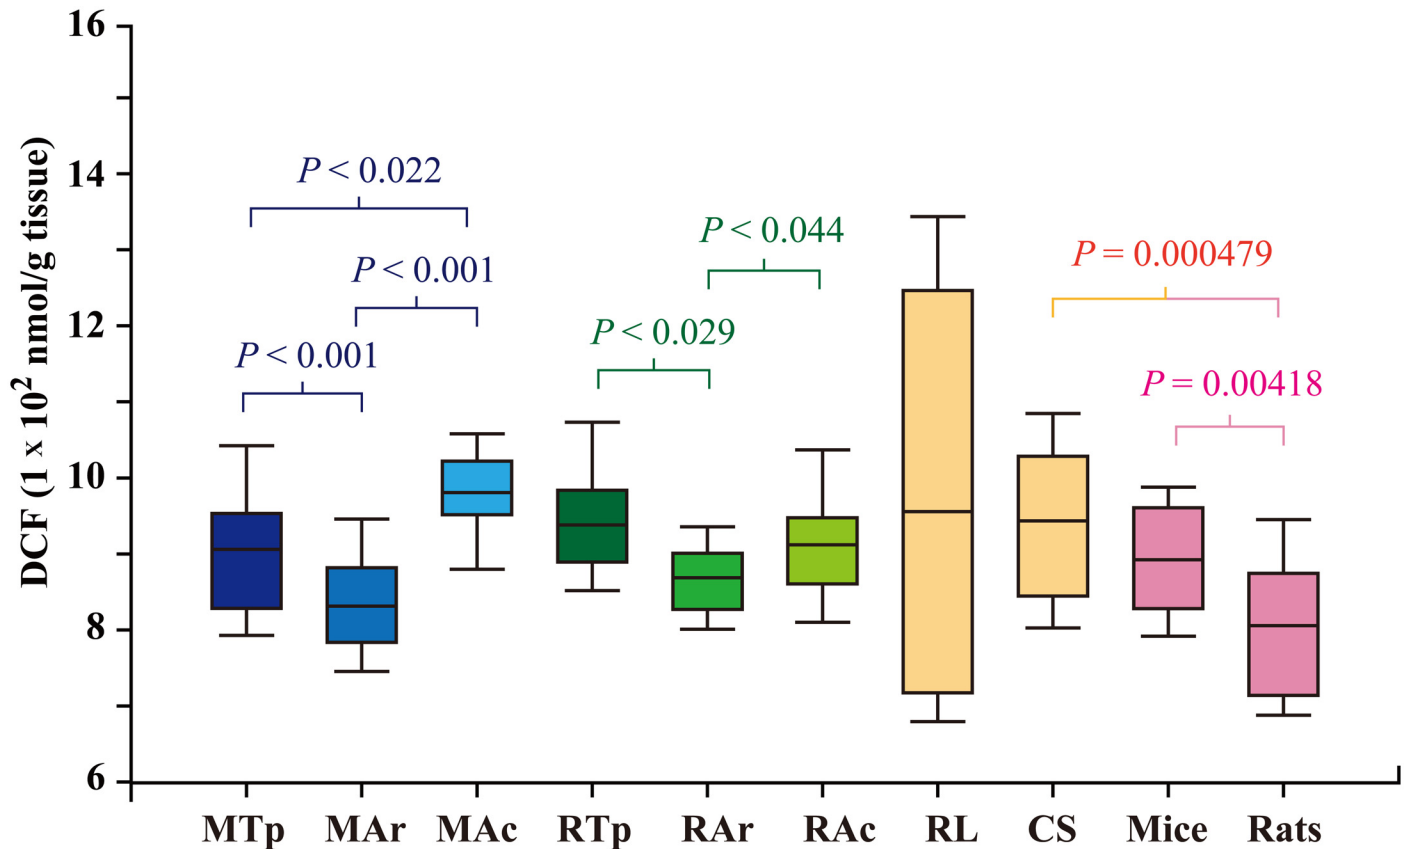 16
14
12
10
8
6
DCF (1 x 10² nmol/g tissue)
P < 0.022
P < 0.001
P < 0.001
P < 0.044
P < 0.029
P = 0.000479
P = 0.00418
MTp MAr MAc RTp RAr RAc RL CS Mice Rats